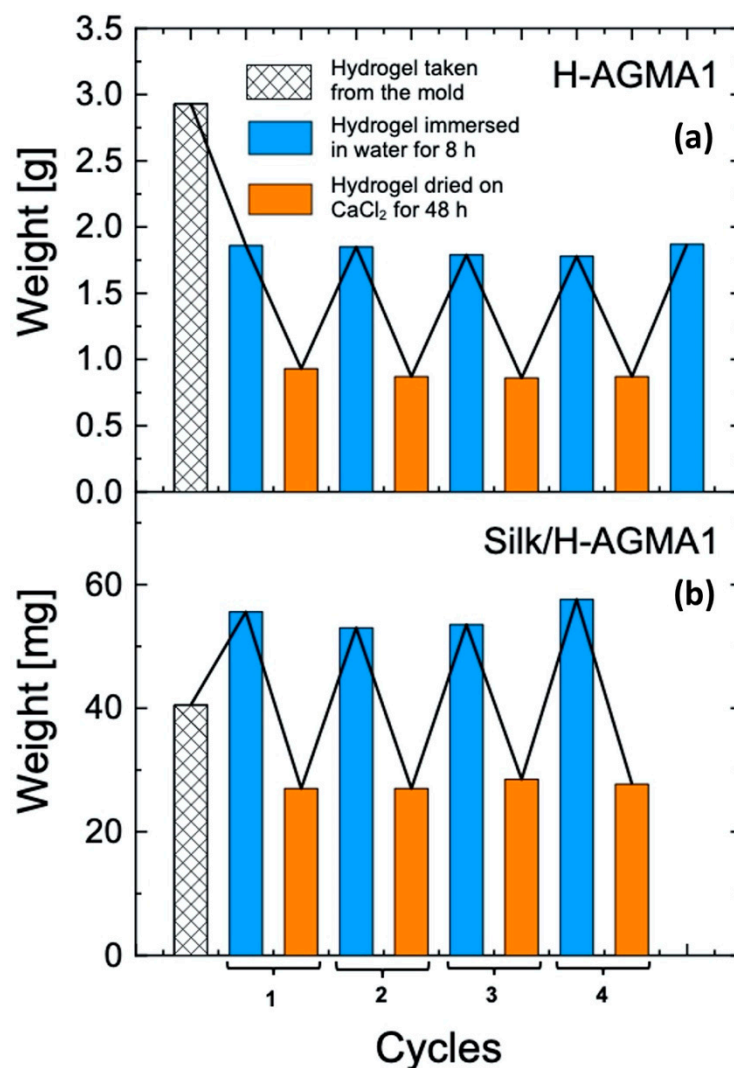 3.5
3.0
2.5
2.0
1.5
1.0
0.5
0.0
Weight [g]
Hydrogel taken
from the mold
Hydrogel immersed
in water for 8 h
Hydrogel dried on
CaCl₂ for 48 h
H-AGMA1
(a)
60
40
20
0
Weight [mg]
Silk/H-AGMA1
(b)
1 2 3 4
Cycles